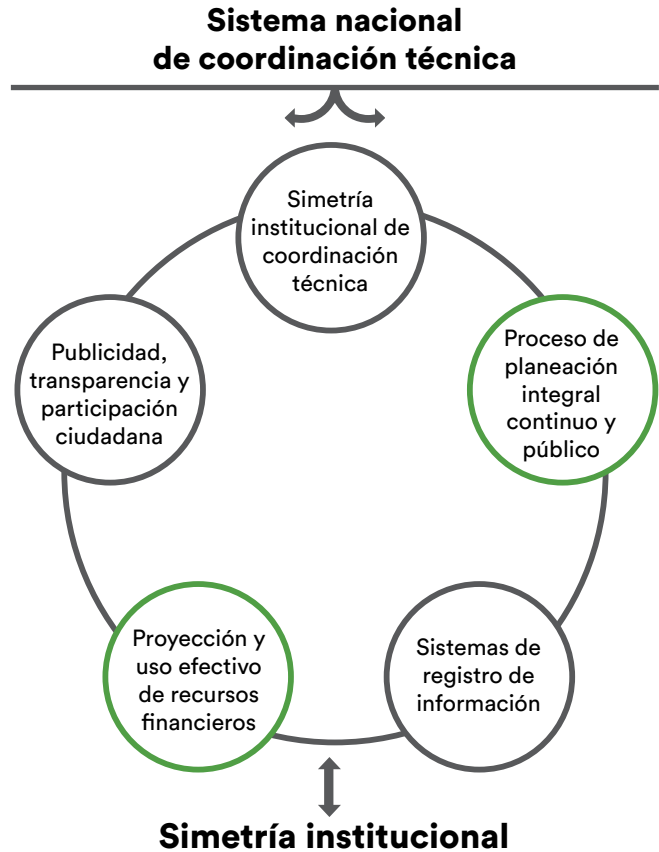 Sistema nacional
de coordinación técnica
Simetría
institucional de
coordinación
técnica
Publicidad,
transparencia y
participación
ciudadana
Proceso de
planeación
integral
continuo y
público
Proyección y
uso efectivo
de recursos
financieros
Sistemas de
registro de
información
Simetría institucional